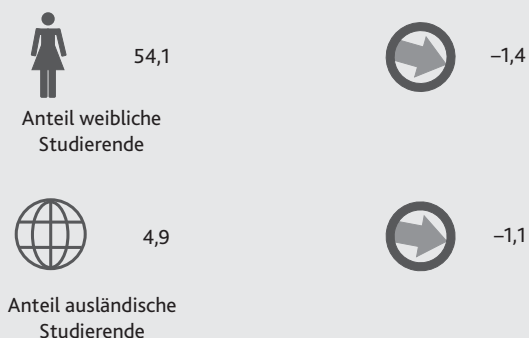 54,1
–1,4
Anteil weibliche
Studierende
4,9
–1,1
Anteil ausländische
Studierende